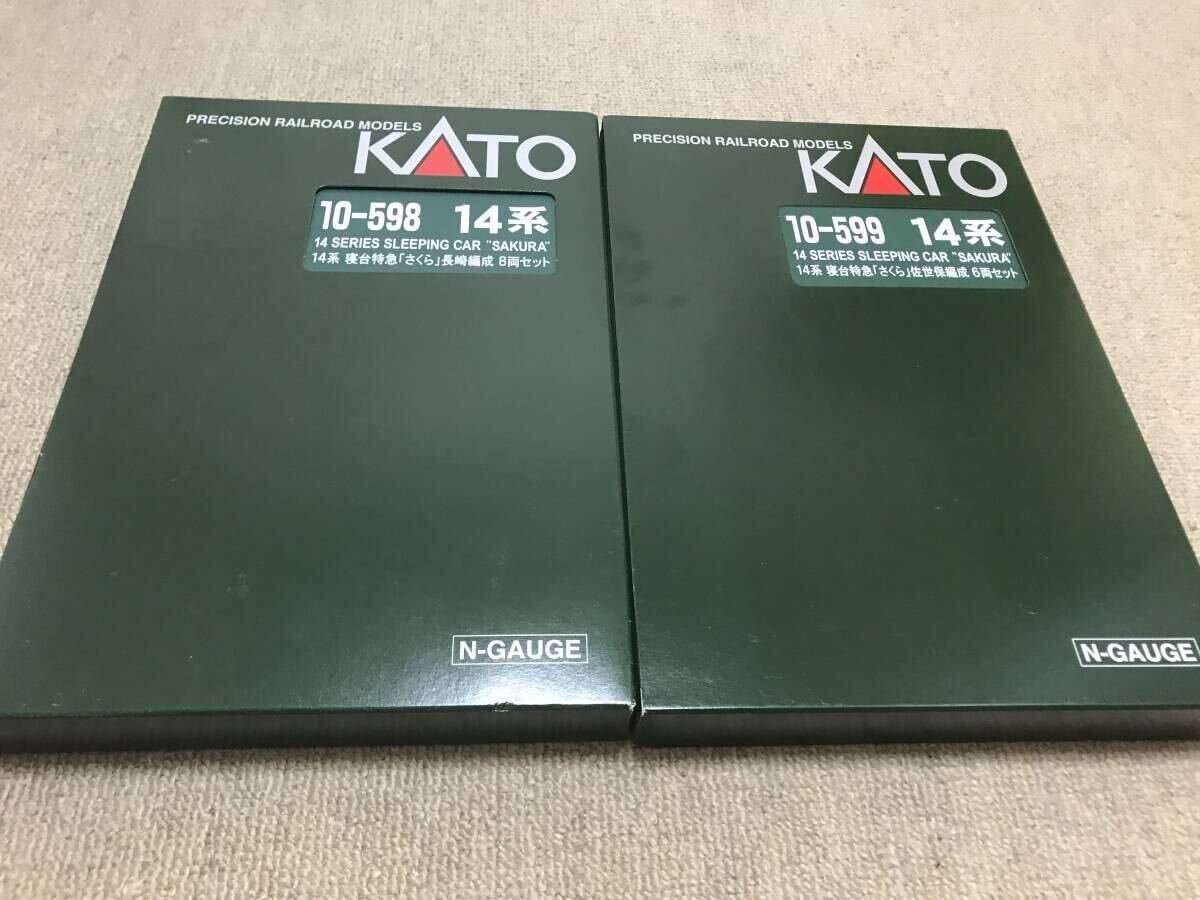 PRECISION RAILROAD MODELS
KATO
10-598 14系
14 SERIES SLEEPING CAR "SAKURA"
14系 寝台特急「さくら」長崎編成 8両セット
N-GAUGE
PRECISION RAILROAD MODELS
KATO
10-599 14系
14 SERIES SLEEPING CAR "SAKURA"
14系 寝台特急「さくら」佐世保編成 6両セット
N-GAUGE